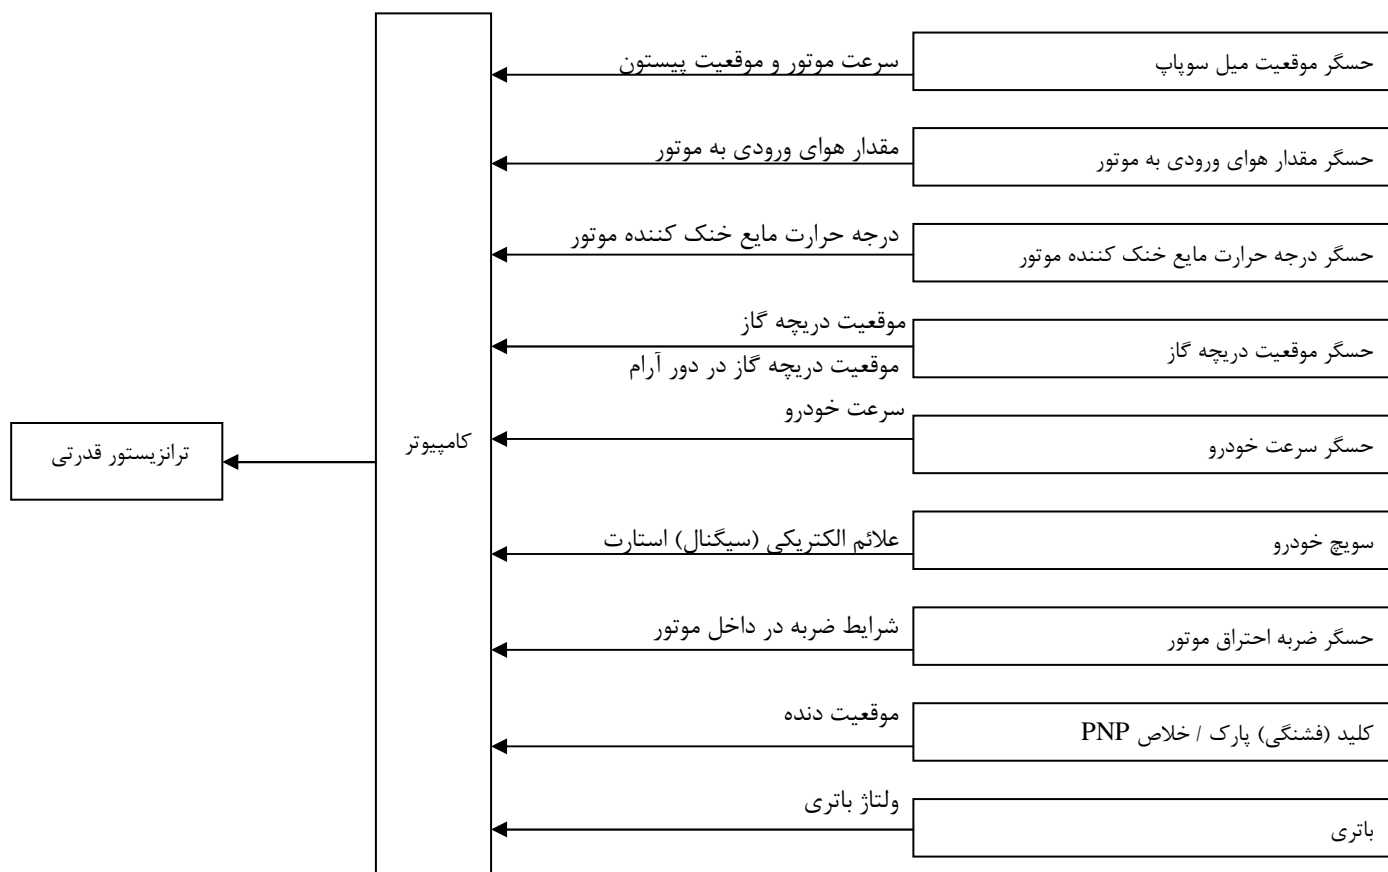 حسگر موقعیت میل سوپاپ
سرعت موتور و موقعیت پیستون
حسگر مقدار هوای ورودی به موتور
مقدار هوای ورودی به موتور
حسگر درجه حرارت مایع خنک کننده موتور
درجه حرارت مایع خنک کننده موتور
حسگر موقعیت دریچه گاز
موقعیت دریچه گاز
موقعیت دریچه گاز در دور آرام
حسگر سرعت خودرو
سرعت خودرو
سویچ خودرو
علائم الکتریکی (سیگنال) استارت
حسگر ضربه احتراق موتور
شرایط ضربه در داخل موتور
کلید (فشنگی) پارک / خلاص PNP
موقعیت دنده
باتری
ولتاژ باتری
کامپیوتر
ترانزیستور قدرتی